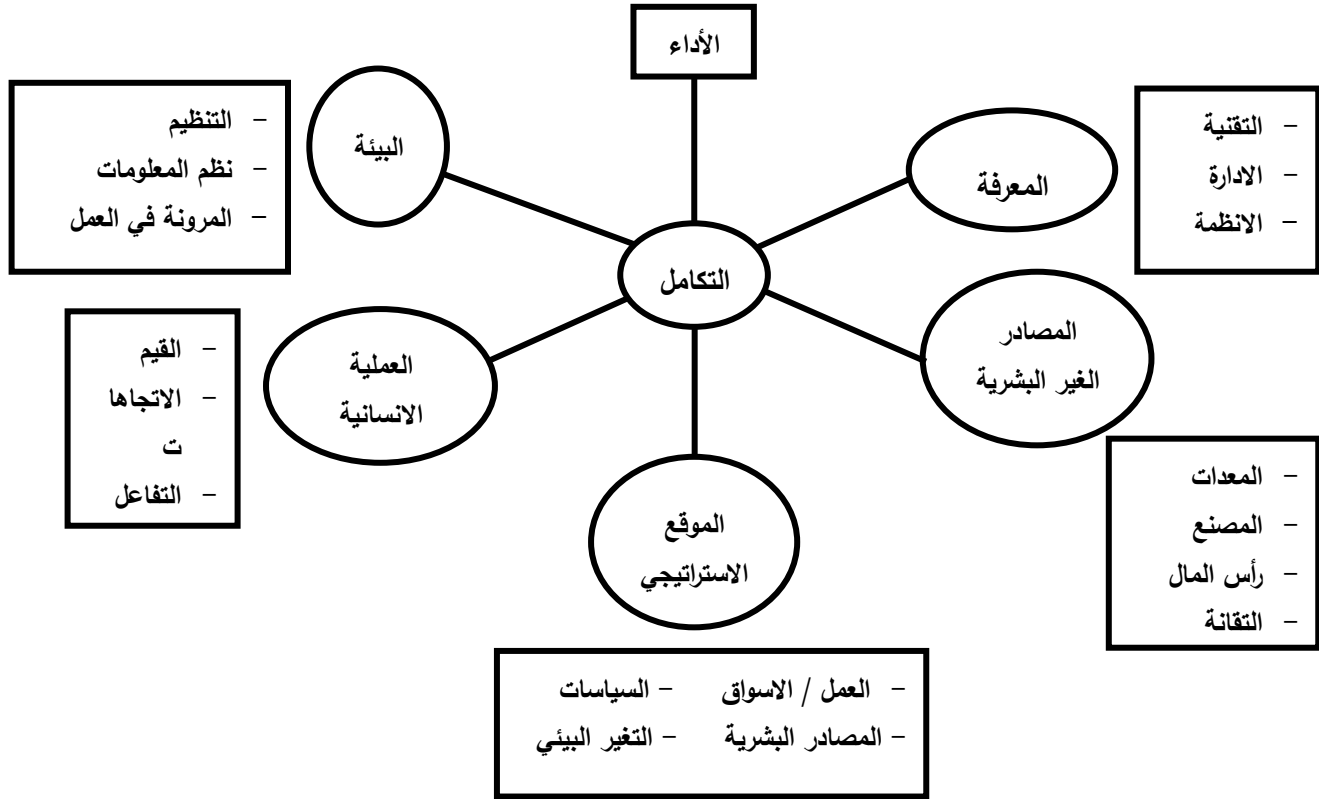 الأداء
البيئة
- التنظيم
- نظم المعلومات
- المرونة في العمل
المعرفة
- التقنية
- الادارة
- الانظمة
التكامل
المصادر
الغير البشرية
- المعدات
- المصنع
- رأس المال
- التقانة
العملية
الانسانية
- القيم
- الاتجاها
ت
- التفاعل
الموقع
الاستراتيجي
- العمل / الاسواق - السياسات
- المصادر البشرية - التغير البيئي